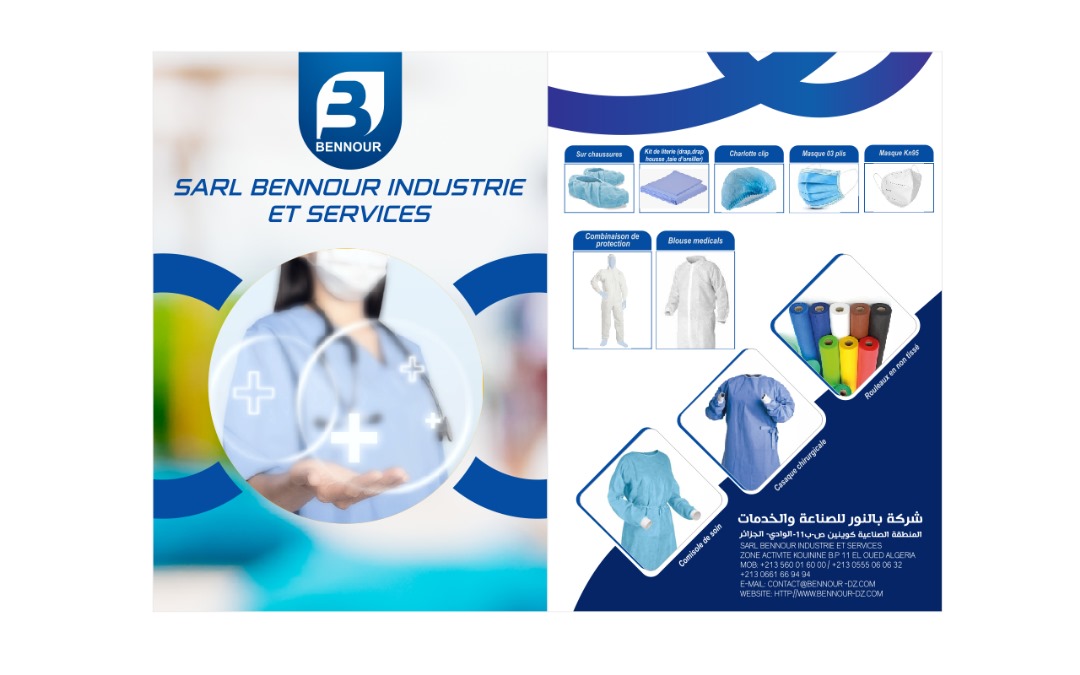 BENNOUR
SARL BENNOUR INDUSTRIE
ET SERVICES
Sur chaussures
Kit de literie (drap,drap
housse ,taie d'oreiller)
Charlotte clip
Masque 03 plis
Masque Kn95
Combinaison de
protection
Blouse medicals
Rouleaux en non tissé
Casaque chirurgicale
Comisole de soin
شركة بالنور للصناعة والخدمات
المنطقة الصناعية كوينين ص-ب11-الوادي- الجزائر
SARL BENNOUR INDUSTRIE ET SERVICES
ZONE ACTIVITE KOUININE B.P 11 EL OUED ALGERIA
MOB: +213 560 01 60 00 / +213 0555 06 06 32
+213 0661 66 94 94
E-MAIL: CONTACT@BENNOUR -DZ.COM
WEBSITE: HTTP//WWW.BENNOUR-DZ.COM